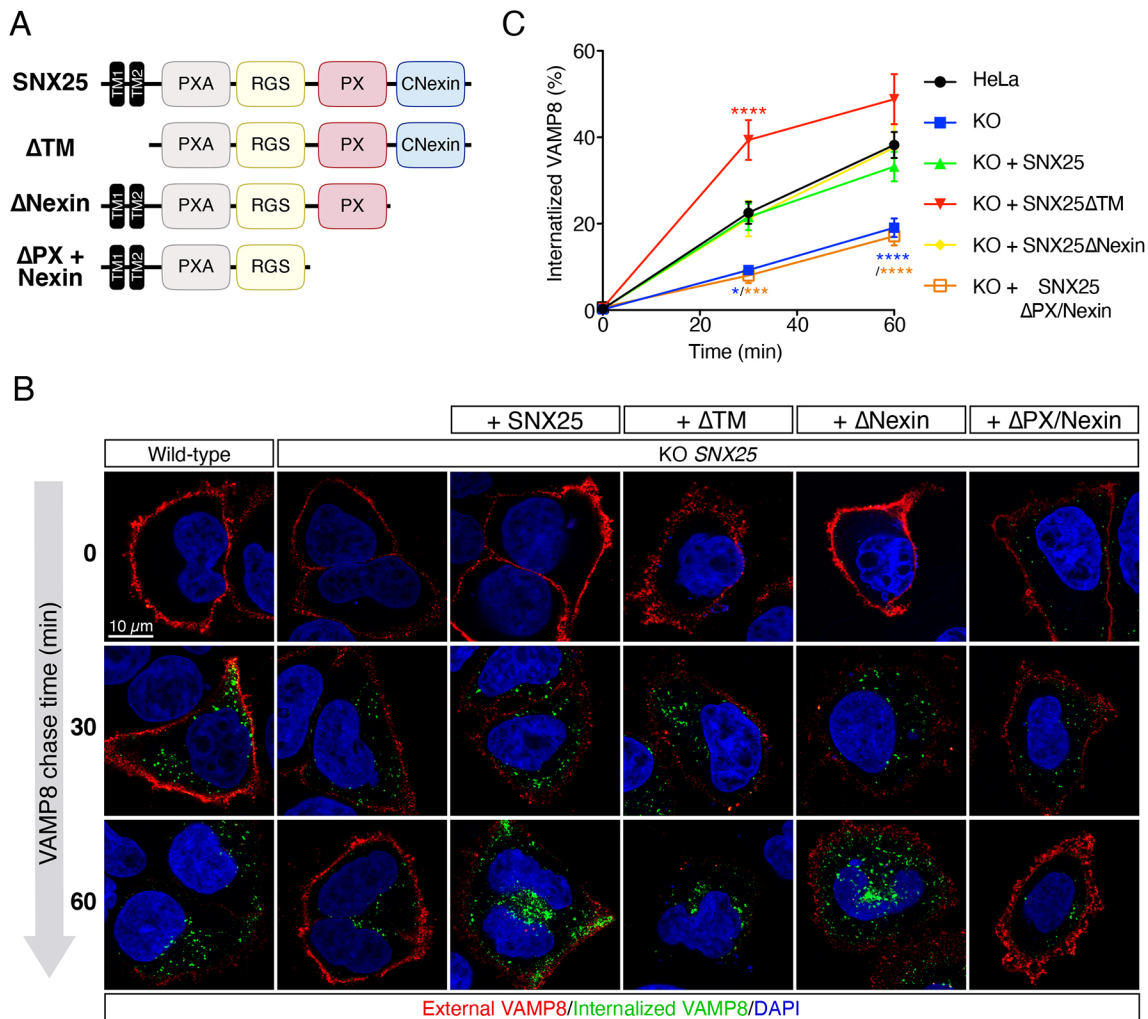 A
SNX25
TM1
TM2
PXA
RGS
PX
CNexin
ΔTM
PXA
RGS
PX
CNexin
ΔNexin
TM1
TM2
PXA
RGS
PX
ΔPX +
Nexin
TM1
TM2
PXA
RGS
C
Internatlized VAMP8 (%)
60
40
20
0
0
20
40
60
Time (min)
****
*/***
****
/****
HeLa
KO
KO + SNX25
KO + SNX25ΔTM
KO + SNX25ΔNexin
KO + SNX25
ΔPX/Nexin
B
+ SNX25
+ ΔTM
+ ΔNexin
+ ΔPX/Nexin
Wild-type
KO SNX25
VAMP8 chase time (min)
0
10 µm
30
60
External VAMP8/Internalized VAMP8/DAPI